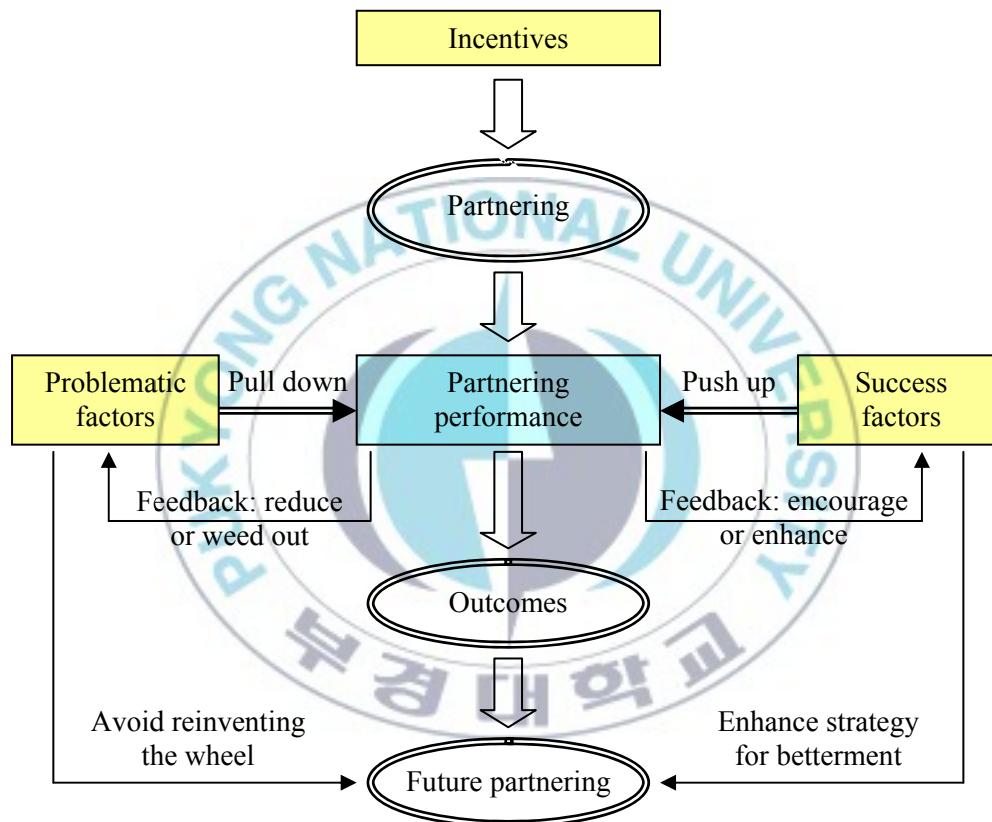 Incentives
Partnering
PUKYONG NATIONAL UNIVERSITY
Problematic
factors
Pull down
Partnering
performance
Push up
Success
factors
Feedback: reduce
or weed out
Feedback: encourage
or enhance
Outcomes
부경대학교
Avoid reinventing
the wheel
Enhance strategy
for betterment
Future partnering